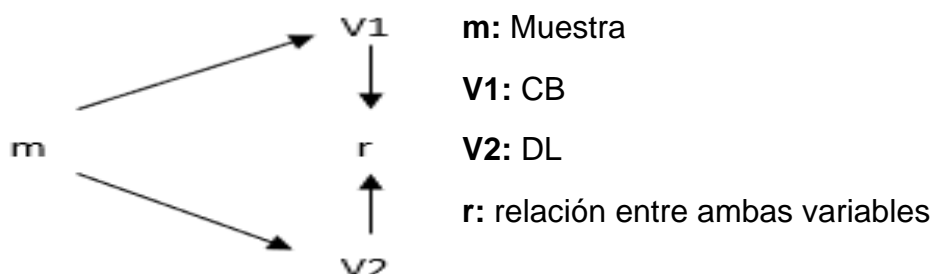 V1
m: Muestra
V1: CB
m
r
V2: DL
r: relación entre ambas variables
V2